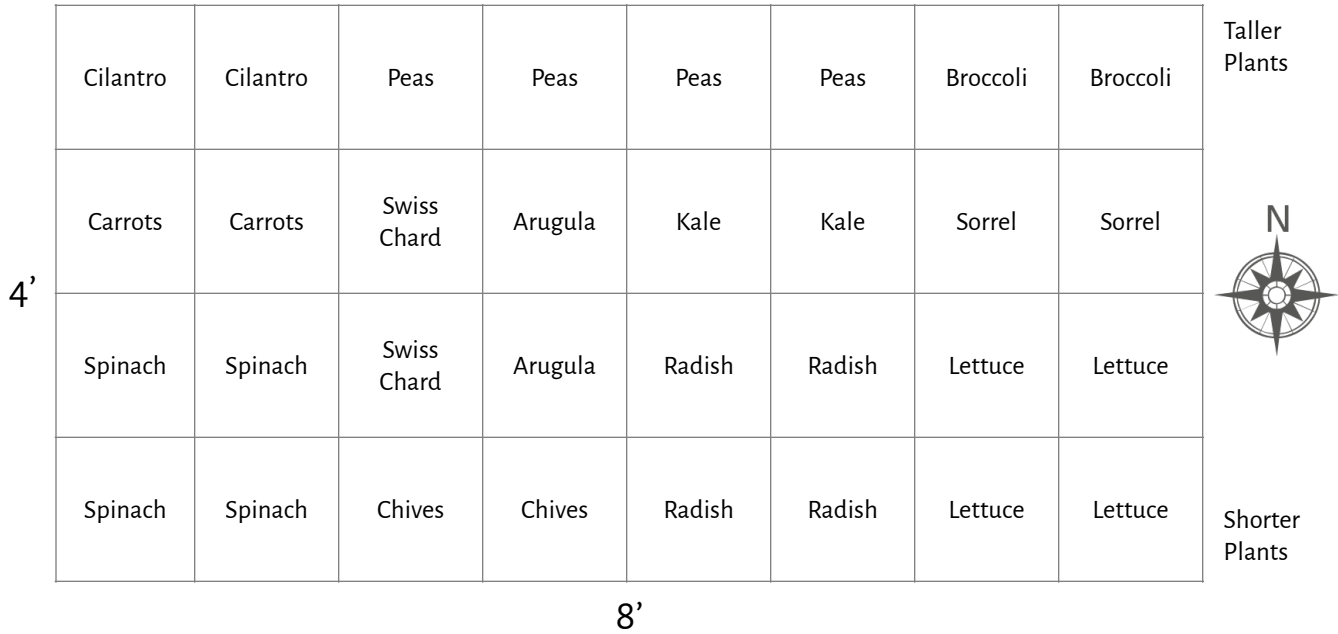 Cilantro Cilantro Peas Peas Peas Peas Broccoli Broccoli
Taller
Plants
Carrots Carrots Swiss
Chard Arugula Kale Kale Sorrel Sorrel
N
4’
Spinach Spinach Swiss
Chard Arugula Radish Radish Lettuce Lettuce
Spinach Spinach Chives Chives Radish Radish Lettuce Lettuce
Shorter
Plants
8’